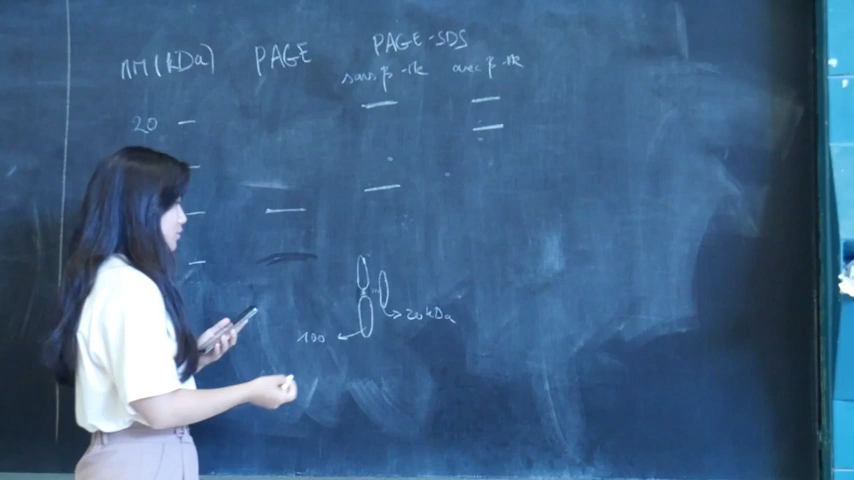 PM (kDa)
PAGE
PAGE-SDS
sans β-Me
avec β-Me
20
100
20 kDa